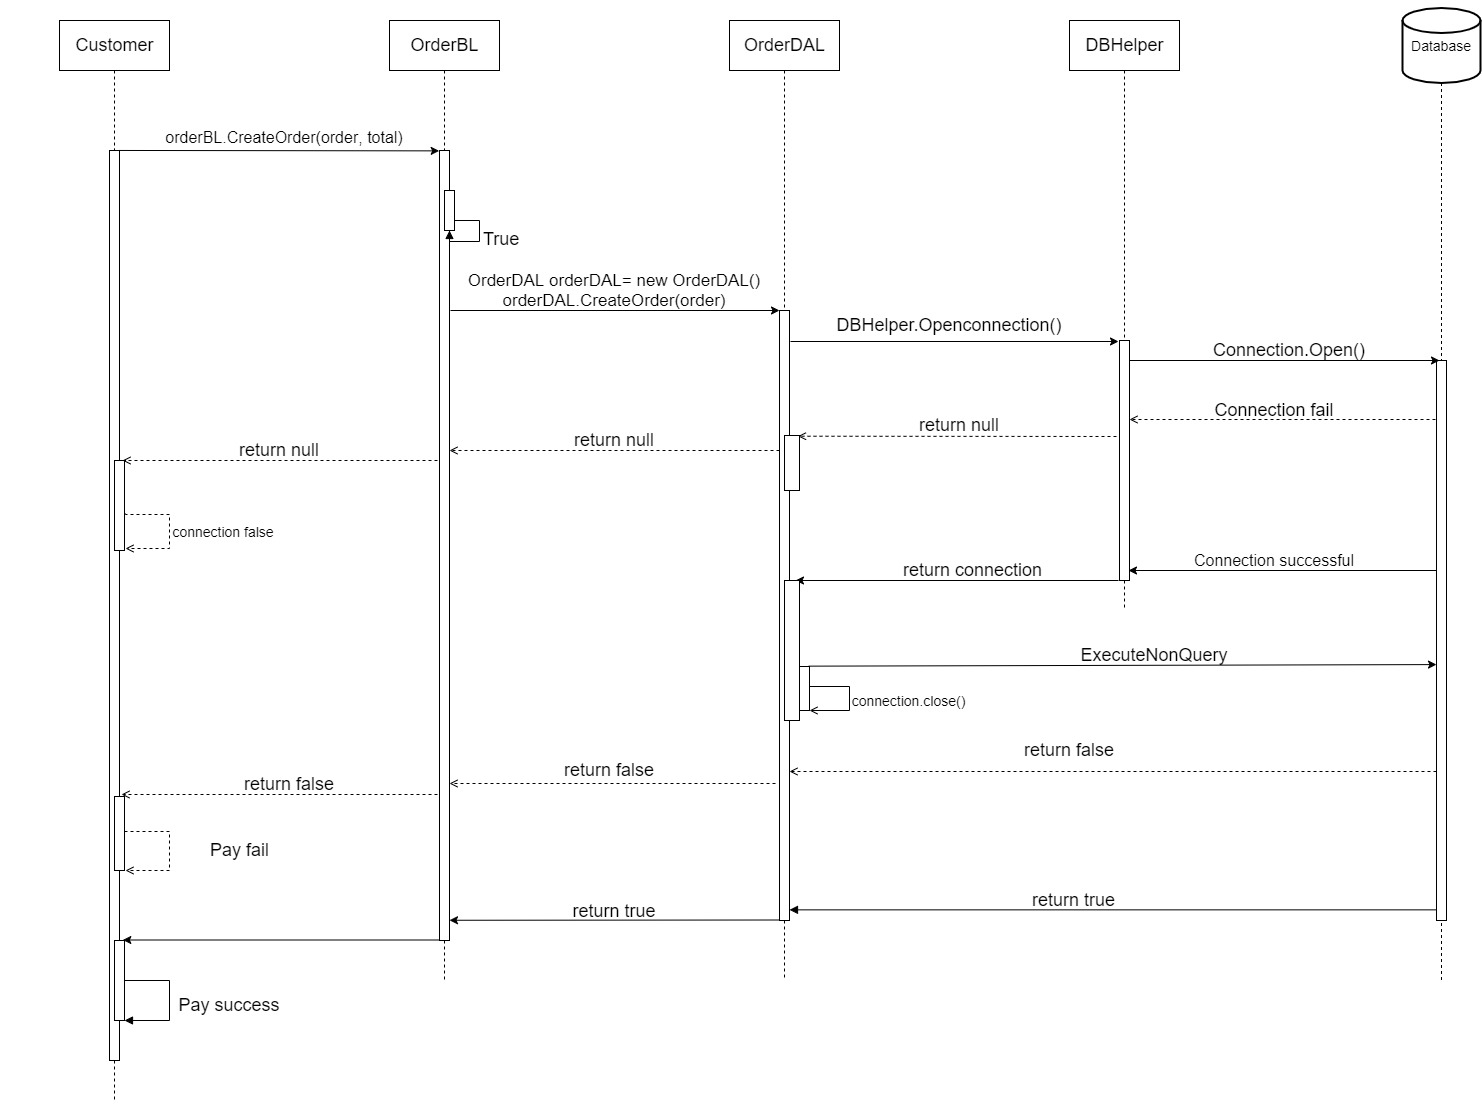 Customer
OrderBL
OrderDAL
DBHelper
Database
orderBL.CreateOrder(order, total)
True
OrderDAL orderDAL= new OrderDAL()
orderDAL.CreateOrder(order)
DBHelper.Openconnection()
Connection.Open()
Connection fail
return null
return null
return null
connection false
Connection successful
return connection
ExecuteNonQuery
connection.close()
return false
return false
return false
Pay fail
return true
return true
Pay success